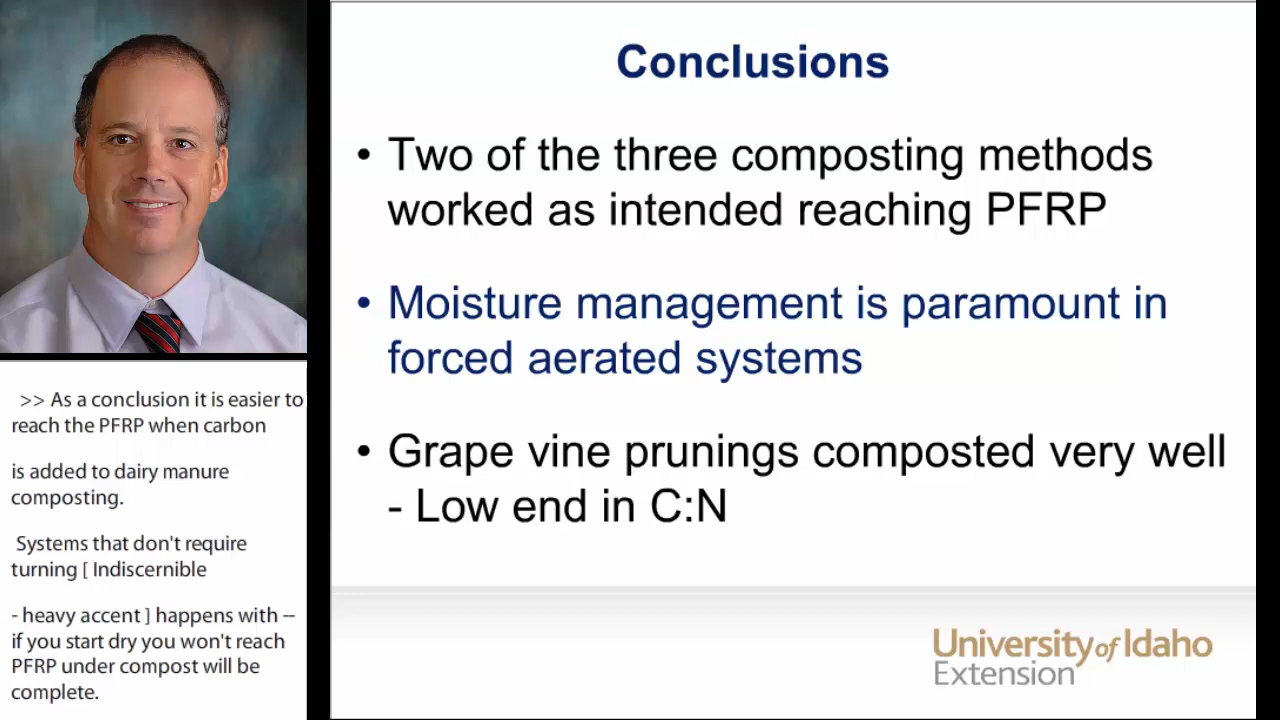 Conclusions
• Two of the three composting methods
worked as intended reaching PFRP
• Moisture management is paramount in
forced aerated systems
• Grape vine prunings composted very well
- Low end in C:N
>> As a conclusion it is easier to
reach the PFRP when carbon
is added to dairy manure
composting.
Systems that don't require
turning [ Indiscernible
- heavy accent ] happens with --
if you start dry you won't reach
PFRP under compost will be
complete.
University of Idaho
Extension